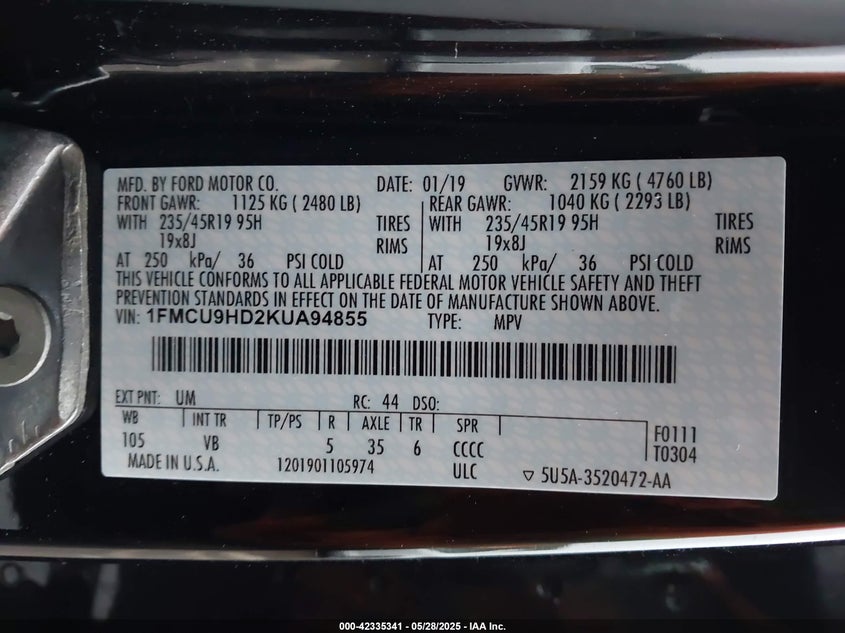 MFD. BY FORD MOTOR CO. DATE: 01/19 GVWR: 2159 KG ( 4760 LB)
FRONT GAWR: 1125 KG ( 2480 LB) REAR GAWR: 1040 KG ( 2293 LB)
WITH 235/45R19 95H TIRES WITH 235/45R19 95H TIRES
19x8J RIMS 19x8J RIMS
AT 250 kPa/ 36 PSI COLD AT 250 kPa/ 36 PSI COLD
THIS VEHICLE CONFORMS TO ALL APPLICABLE FEDERAL MOTOR VEHICLE SAFETY AND THEFT
PREVENTION STANDARDS IN EFFECT ON THE DATE OF MANUFACTURE SHOWN ABOVE.
VIN: 1FMCU9HD2KUA94855 TYPE: MPV
EXT PNT: UM RC: 44 DSO:
WB INT TR TP/PS R AXLE TR SPR
105 VB 5 35 6 CCCC F0111
T0304
MADE IN U.S.A. 1201901105974 ULC 5U5A-3520472-AA
000-42335341 | 05/28/2025 - IAA Inc.